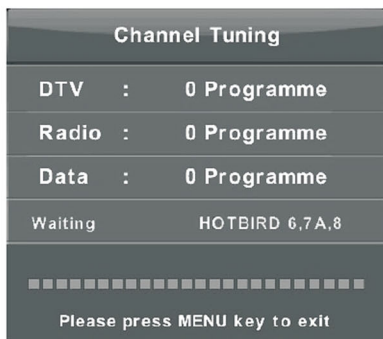 Channel Tuning
DTV : 0 Programme
Radio : 0 Programme
Data : 0 Programme
Waiting HOTBIRD 6,7A,8
Please press MENU key to exit